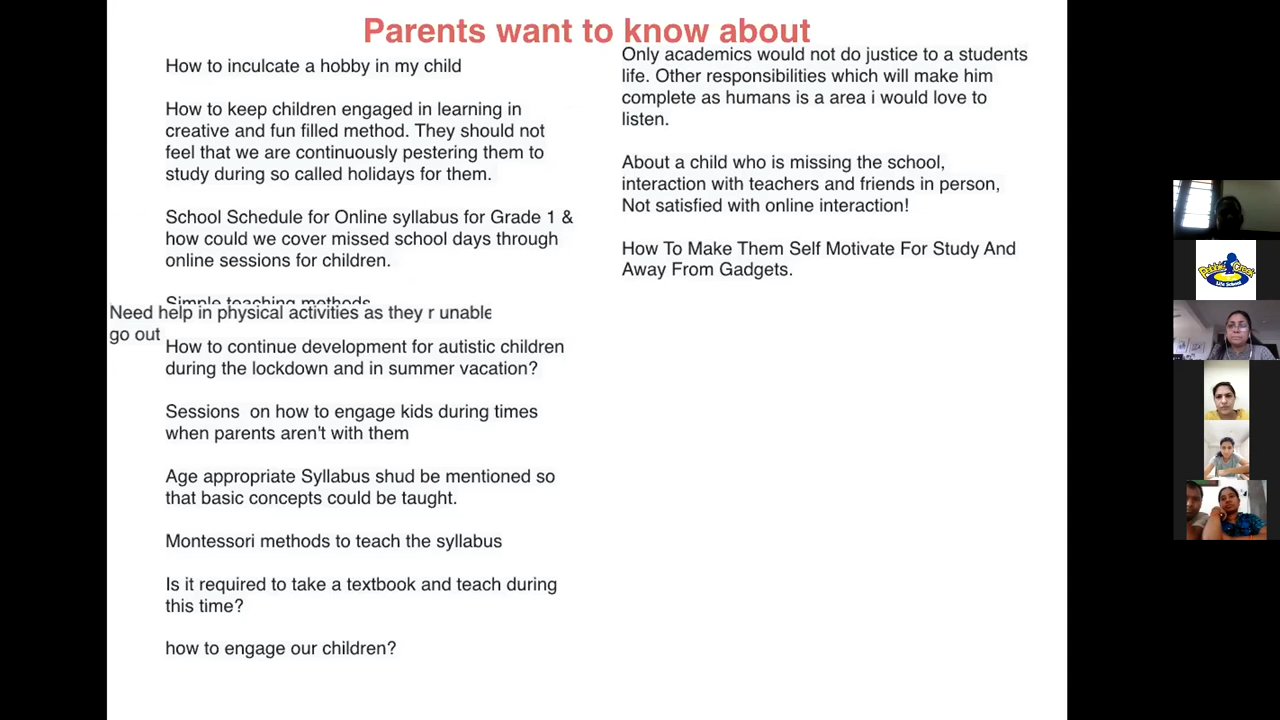 Parents want to know about
How to inculcate a hobby in my child
How to keep children engaged in learning in
creative and fun filled method. They should not
feel that we are continuously pestering them to
study during so called holidays for them.
School Schedule for Online syllabus for Grade 1 &
how could we cover missed school days through
online sessions for children.
Simple teaching methods
Need help in physical activities as they r unable
go out
How to continue development for autistic children
during the lockdown and in summer vacation?
Sessions on how to engage kids during times
when parents aren't with them
Age appropriate Syllabus shud be mentioned so
that basic concepts could be taught.
Montessori methods to teach the syllabus
Is it required to take a textbook and teach during
this time?
how to engage our children?
Only academics would not do justice to a students
life. Other responsibilities which will make him
complete as humans is a area i would love to
listen.
About a child who is missing the school,
interaction with teachers and friends in person,
Not satisfied with online interaction!
How To Make Them Self Motivate For Study And
Away From Gadgets.
Life School